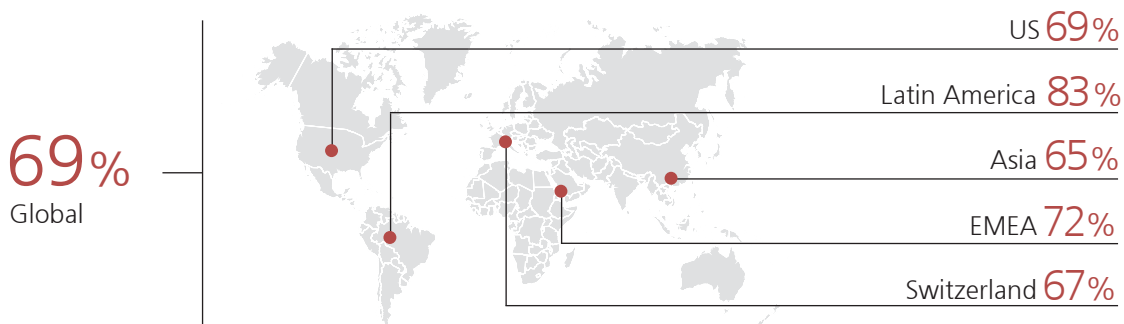 69%
Global
US 69%
Latin America 83%
Asia 65%
EMEA 72%
Switzerland 67%